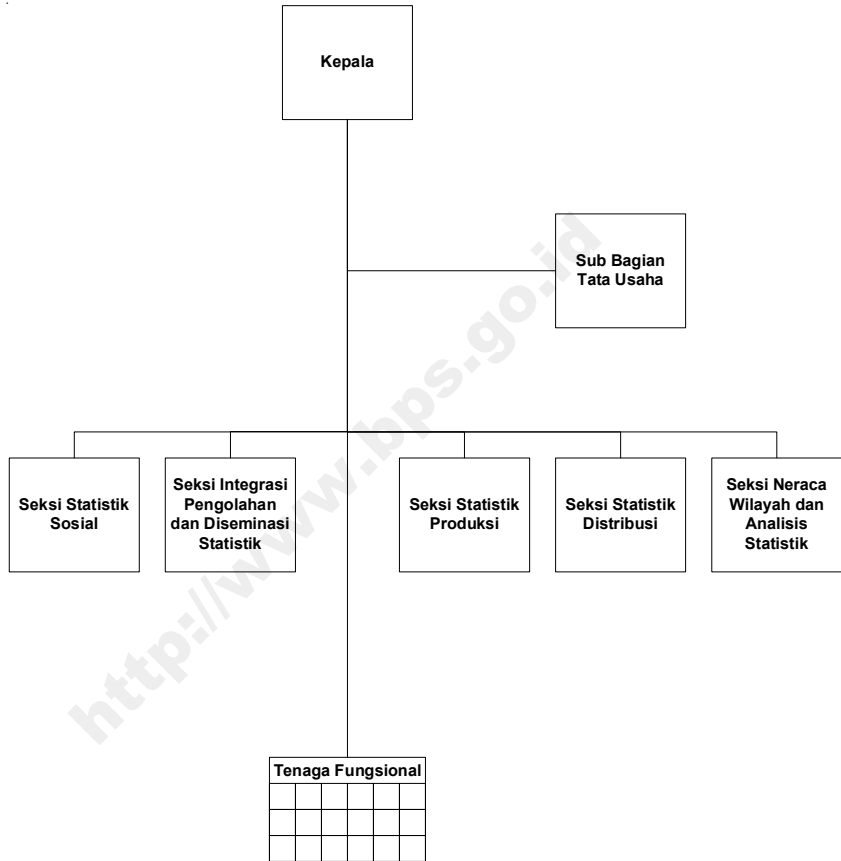 Kepala
Sub Bagian
Tata Usaha
Seksi Statistik
Sosial
Seksi Integrasi
Pengolahan
dan Diseminasi
Statistik
Seksi Statistik
Produksi
Seksi Statistik
Distribusi
Seksi Neraca
Wilayah dan
Analisis
Statistik
Tenaga Fungsional
http://www.bps.go.id